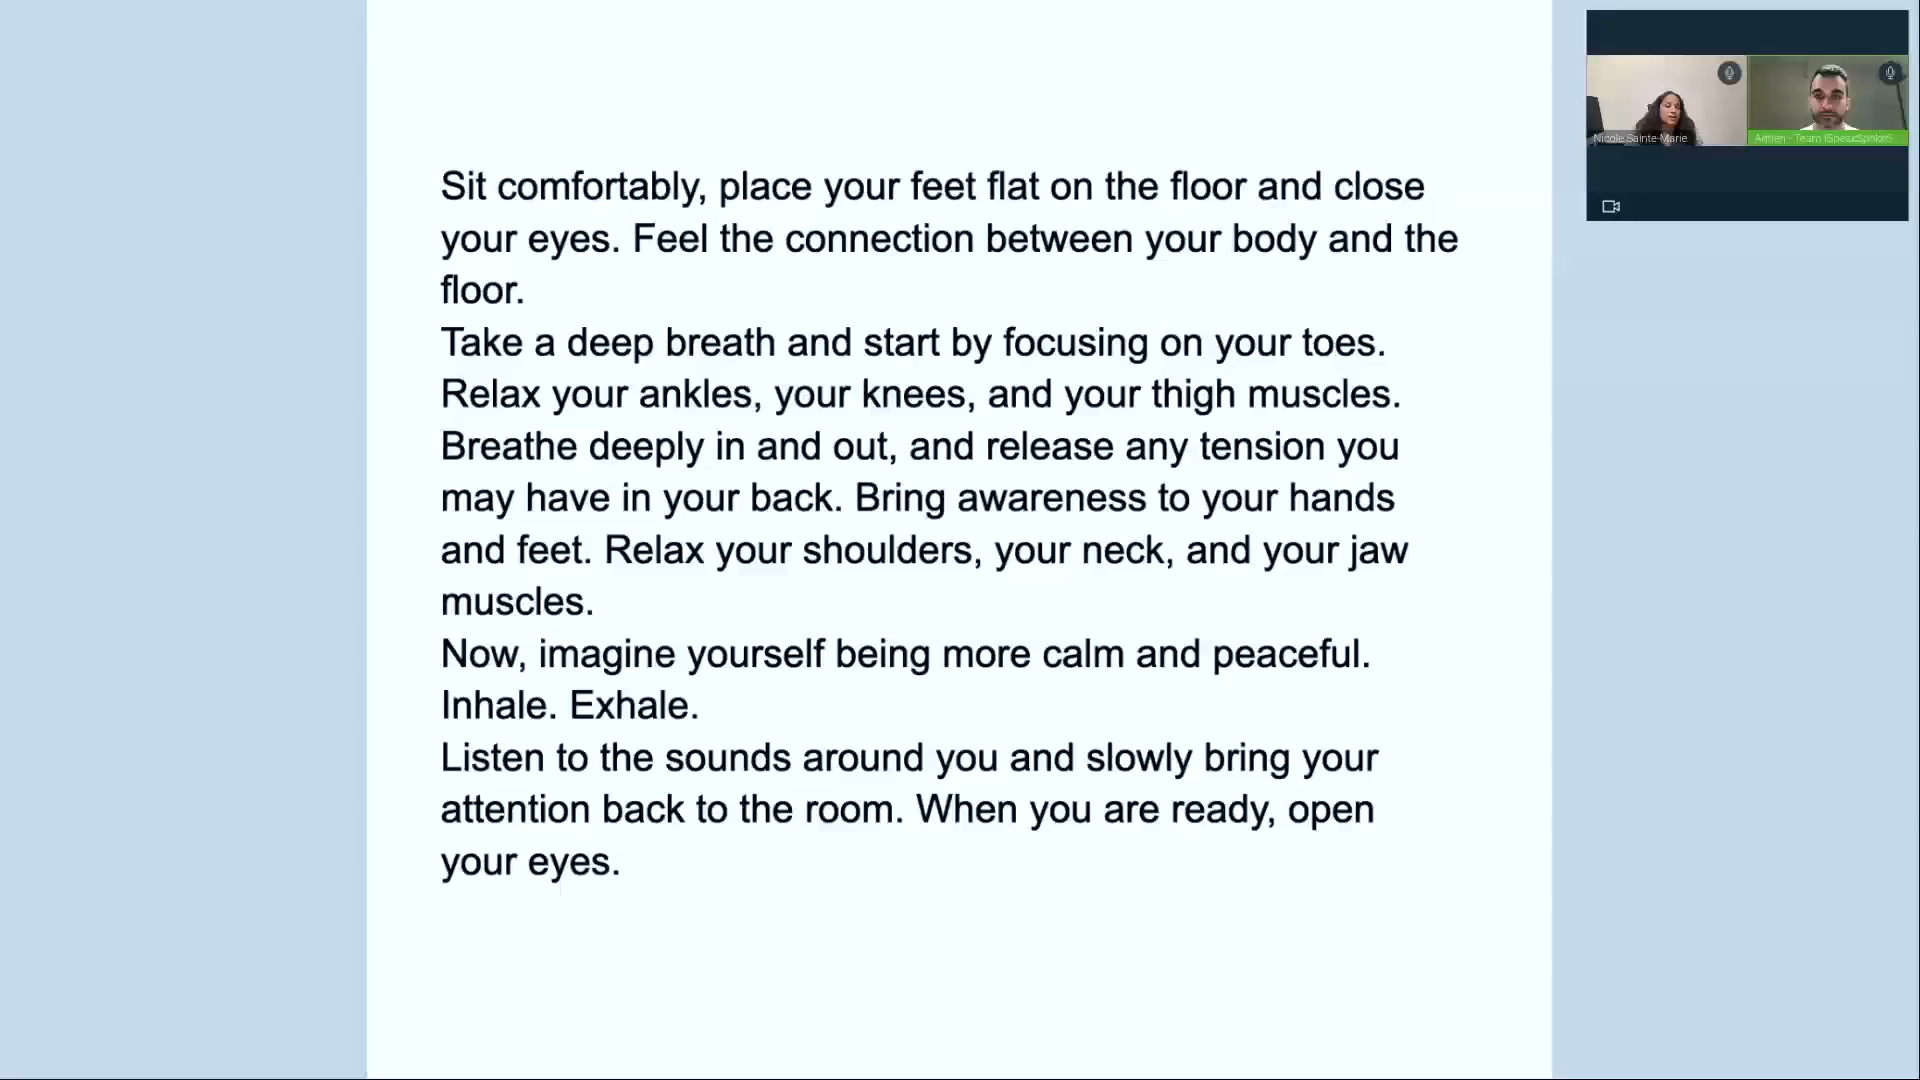 Sit comfortably, place your feet flat on the floor and close
your eyes. Feel the connection between your body and the
floor.
Take a deep breath and start by focusing on your toes.
Relax your ankles, your knees, and your thigh muscles.
Breathe deeply in and out, and release any tension you
may have in your back. Bring awareness to your hands
and feet. Relax your shoulders, your neck, and your jaw
muscles.
Now, imagine yourself being more calm and peaceful.
Inhale. Exhale.
Listen to the sounds around you and slowly bring your
attention back to the room. When you are ready, open
your eyes.
Nicole Sainte-Marie
Adrien - Team ISpeakSpokeS